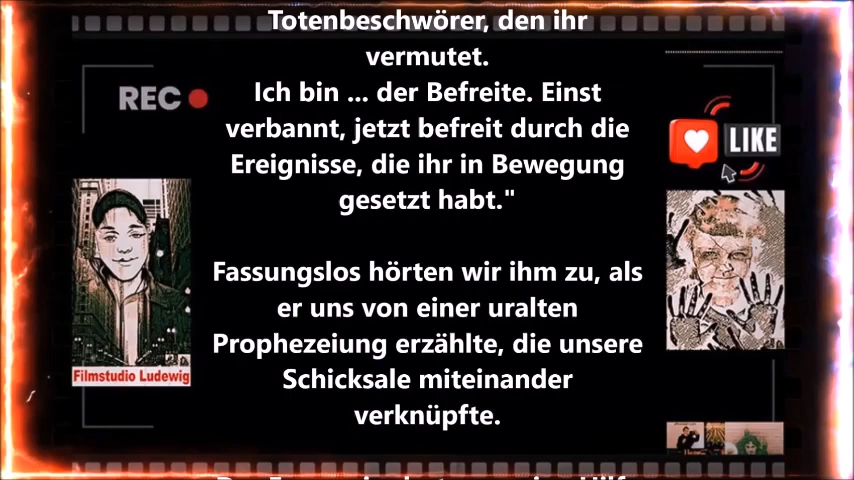 Totenbeschwörer, den ihr
vermutet.
Ich bin ... der Befreite. Einst
verbannt, jetzt befreit durch die
Ereignisse, die ihr in Bewegung
gesetzt habt."
Fassungslos hörten wir ihm zu, als
er uns von einer uralten
Prophezeiung erzählte, die unsere
Schicksale miteinander
verknüpfte.
REC
LIKE
Filmstudio Ludewig